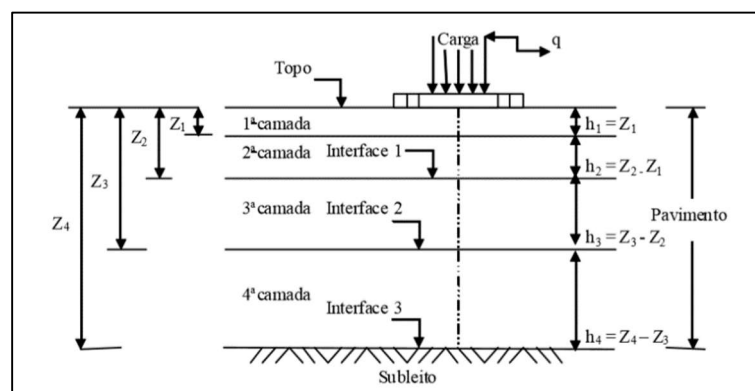 Carga
q
Topo
Z₁
1ª camada
h₁ = Z₁
Z₂
2ª camada
Interface 1
h₂ = Z₂ - Z₁
Z₃
3ª camada
Interface 2
Pavimento
Z₄
h₃ = Z₃ - Z₂
4ª camada
Interface 3
h₄ = Z₄ – Z₃
Subleito